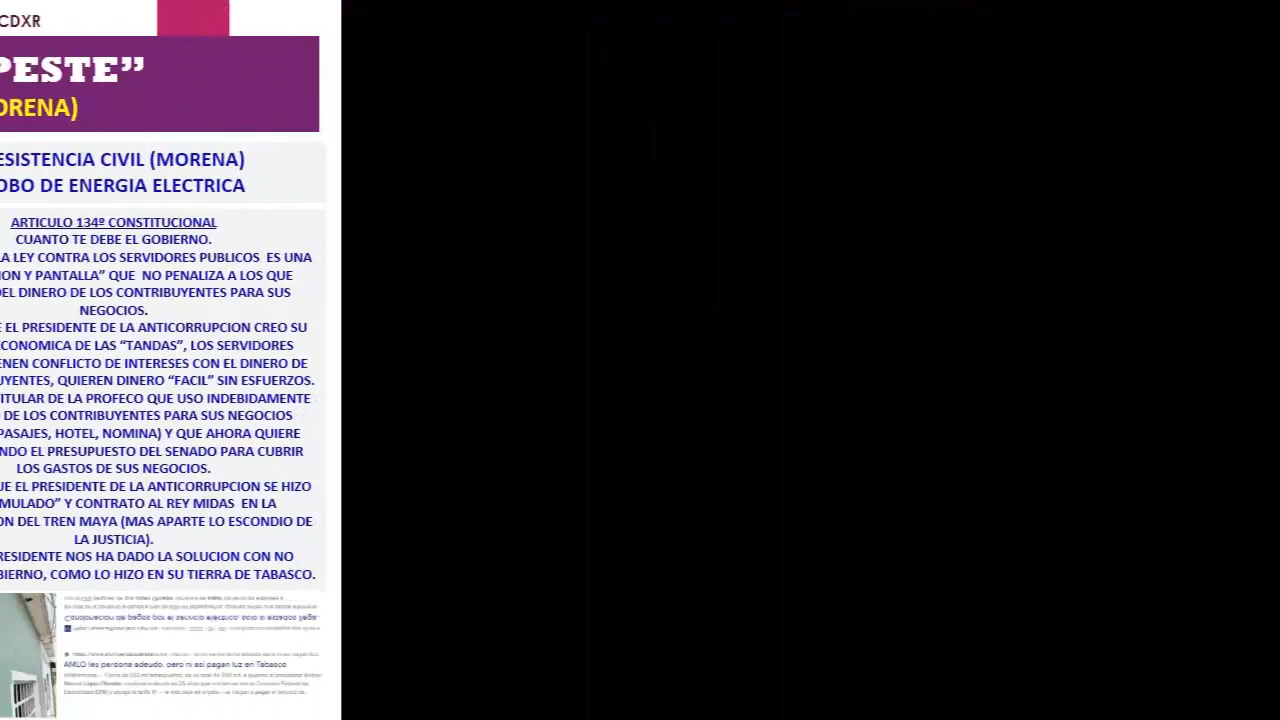 CDXR
PESTE”
ORENA)
ESISTENCIA CIVIL (MORENA)
OBO DE ENERGIA ELECTRICA
ARTICULO 134º CONSTITUCIONAL
CUANTO TE DEBE EL GOBIERNO.
LA LEY CONTRA LOS SERVIDORES PUBLICOS ES UNA
ION Y PANTALLA” QUE NO PENALIZA A LOS QUE
DEL DINERO DE LOS CONTRIBUYENTES PARA SUS
NEGOCIOS.
E EL PRESIDENTE DE LA ANTICORRUPCION CREO SU
CONOMICA DE LAS “TANDAS”, LOS SERVIDORES
ENEN CONFLICTO DE INTERESES CON EL DINERO DE
UYENTES, QUIEREN DINERO “FACIL” SIN ESFUERZOS.
TITULAR DE LA PROFECO QUE USO INDEBIDAMENTE
DE LOS CONTRIBUYENTES PARA SUS NEGOCIOS
PASAJES, HOTEL, NOMINA) Y QUE AHORA QUIERE
NDO EL PRESUPUESTO DEL SENADO PARA CUBRIR
LOS GASTOS DE SUS NEGOCIOS.
UE EL PRESIDENTE DE LA ANTICORRUPCION SE HIZO
MULADO” Y CONTRATO AL REY MIDAS EN LA
ON DEL TREN MAYA (MAS APARTE LO ESCONDIO DE
LA JUSTICIA).
RESIDENTE NOS HA DADO LA SOLUCION CON NO
BIERNO, COMO LO HIZO EN SU TIERRA DE TABASCO.
AMLO les perdona adeudo, pero ni así pagan luz en Tabasco